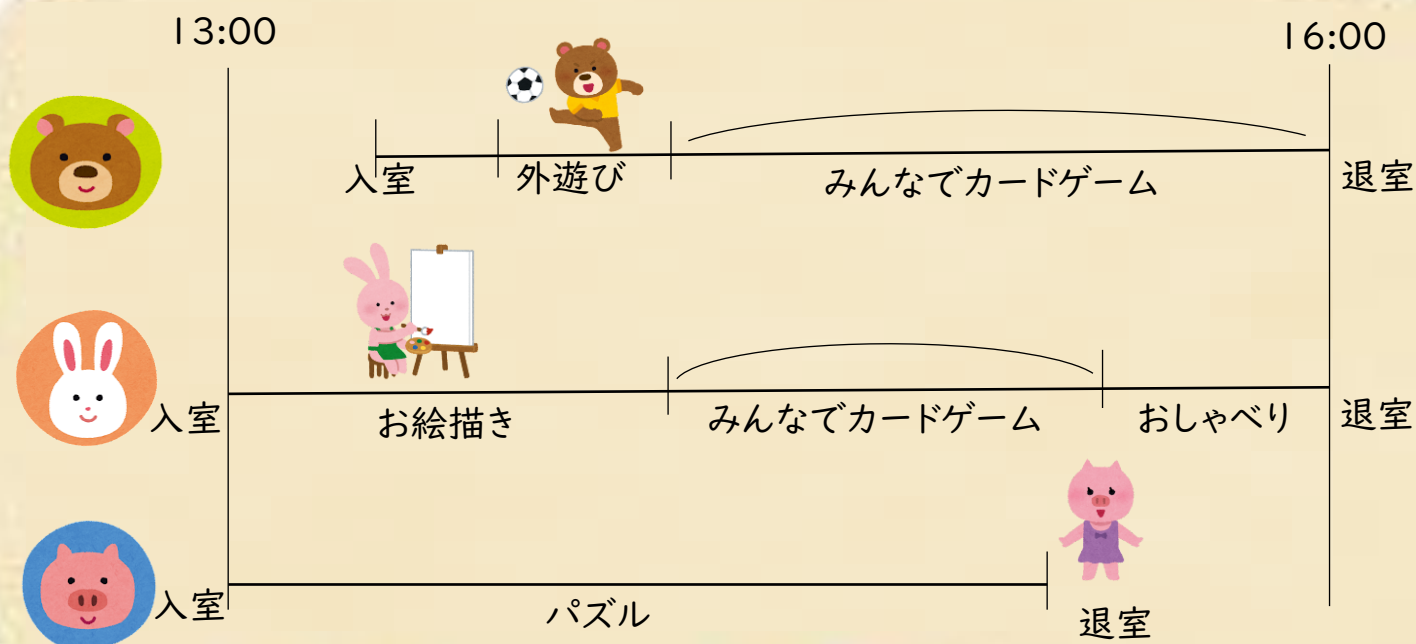 13:00
16:00
入室
外遊び
みんなでカードゲーム
退室
入室
お絵描き
みんなでカードゲーム
おしゃべり
退室
入室
パズル
退室